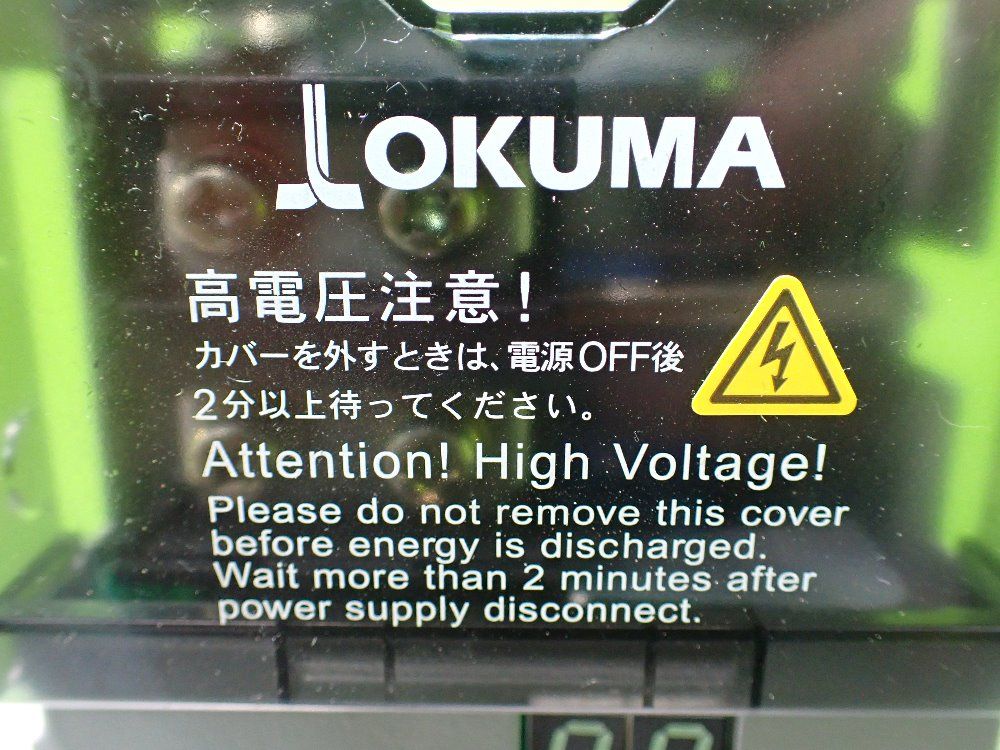 OKUMA
高電圧注意！
カバーを外すときは、電源OFF後
2分以上待ってください。
Attention! High Voltage!
Please do not remove this cover
before energy is discharged.
Wait more than 2 minutes after
power supply disconnect.